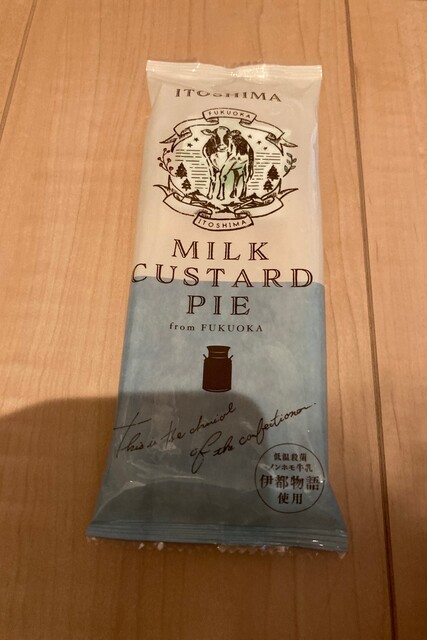 ITOSHIMA
FUKUOKA
ITOSHIMA
MILK
CUSTARD
PIE
from FUKUOKA
This is the
of the confectioner.
低温殺菌
ノンホモ牛乳
伊都物語
使用